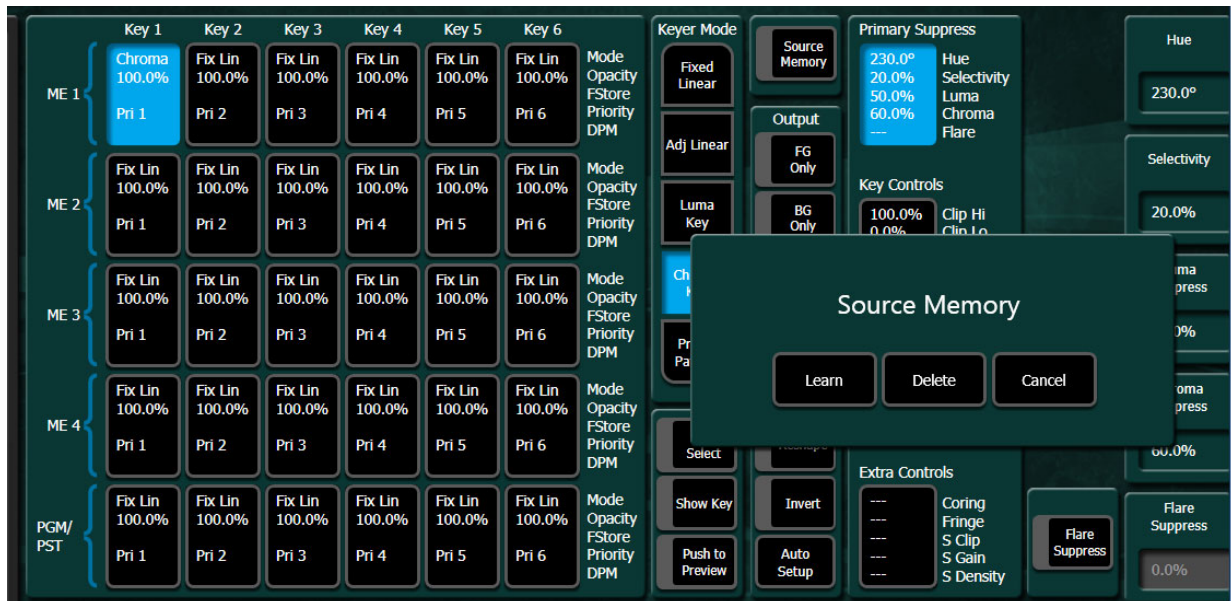 Key 1 Key 2 Key 3 Key 4 Key 5 Key 6
ME 1
Chroma
100.0%
Pri 1
Fix Lin
100.0%
Pri 2
Fix Lin
100.0%
Pri 3
Fix Lin
100.0%
Pri 4
Fix Lin
100.0%
Pri 5
Fix Lin
100.0%
Pri 6
Mode
Opacity
FStore
Priority
DPM
ME 2
Fix Lin
100.0%
Pri 1
Fix Lin
100.0%
Pri 2
Fix Lin
100.0%
Pri 3
Fix Lin
100.0%
Pri 4
Fix Lin
100.0%
Pri 5
Fix Lin
100.0%
Pri 6
Mode
Opacity
FStore
Priority
DPM
ME 3
Fix Lin
100.0%
Pri 1
Fix Lin
100.0%
Pri 2
Fix Lin
100.0%
Pri 3
Fix Lin
100.0%
Pri 4
Fix Lin
100.0%
Pri 5
Fix Lin
100.0%
Pri 6
Mode
Opacity
FStore
Priority
DPM
ME 4
Fix Lin
100.0%
Pri 1
Fix Lin
100.0%
Pri 2
Fix Lin
100.0%
Pri 3
Fix Lin
100.0%
Pri 4
Fix Lin
100.0%
Pri 5
Fix Lin
100.0%
Pri 6
Mode
Opacity
FStore
Priority
DPM
PGM/
PST
Fix Lin
100.0%
Pri 1
Fix Lin
100.0%
Pri 2
Fix Lin
100.0%
Pri 3
Fix Lin
100.0%
Pri 4
Fix Lin
100.0%
Pri 5
Fix Lin
100.0%
Pri 6
Mode
Opacity
FStore
Priority
DPM
Keyer Mode
Fixed
Linear
Adj Linear
Luma
Key
Select
Show Key
Push to
Preview
Source
Memory
Output
FG
Only
BG
Only
Invert
Auto
Setup
Primary Suppress
230.0º Hue
20.0% Selectivity
50.0% Luma
60.0% Chroma
--- Flare
Key Controls
100.0% Clip Hi
0.0% Clip Lo
Source Memory
Learn Delete Cancel
Extra Controls
--- Coring
--- Fringe
--- S Clip
--- S Gain
--- S Density
Flare
Suppress
Hue
230.0º
Selectivity
20.0%
60.0%
Flare
Suppress
0.0%